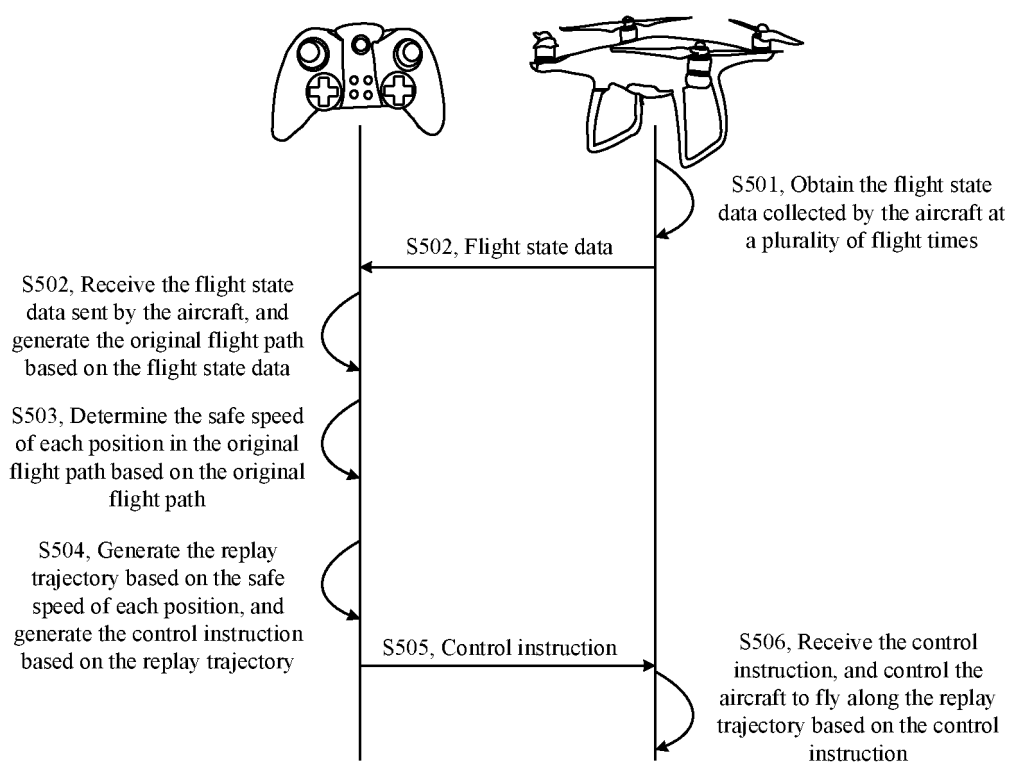 S501, Obtain the flight state
data collected by the aircraft at
a plurality of flight times
S502, Flight state data
S502, Receive the flight state
data sent by the aircraft, and
generate the original flight path
based on the flight state data
S503, Determine the safe speed
of each position in the original
flight path based on the original
flight path
S504, Generate the replay
trajectory based on the safe
speed of each position, and
generate the control instruction
based on the replay trajectory
S505, Control instruction
S506, Receive the control
instruction, and control the
aircraft to fly along the replay
trajectory based on the control
instruction